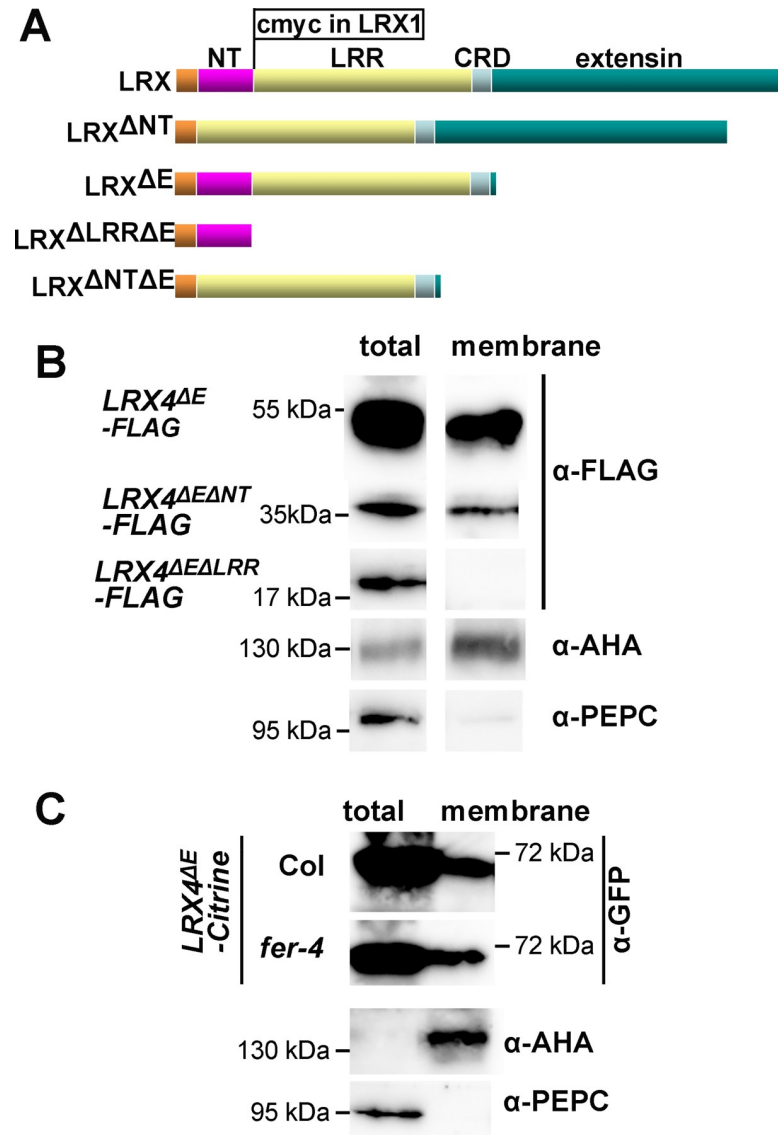 A
cmyc in LRX1
NT LRR CRD extensin
LRX
LRXΔNT
LRXΔE
LRXΔLRRΔE
LRXΔNTΔE
B
total membrane
LRX4ΔE
-FLAG
55 kDa
α-FLAG
LRX4ΔEΔNT
-FLAG
35kDa
LRX4ΔEΔLRR
-FLAG
17 kDa
130 kDa
α-AHA
95 kDa
α-PEPC
C
total membrane
LRX4ΔE
-Citrine
Col
72 kDa
α-GFP
fer-4
72 kDa
130 kDa
α-AHA
95 kDa
α-PEPC